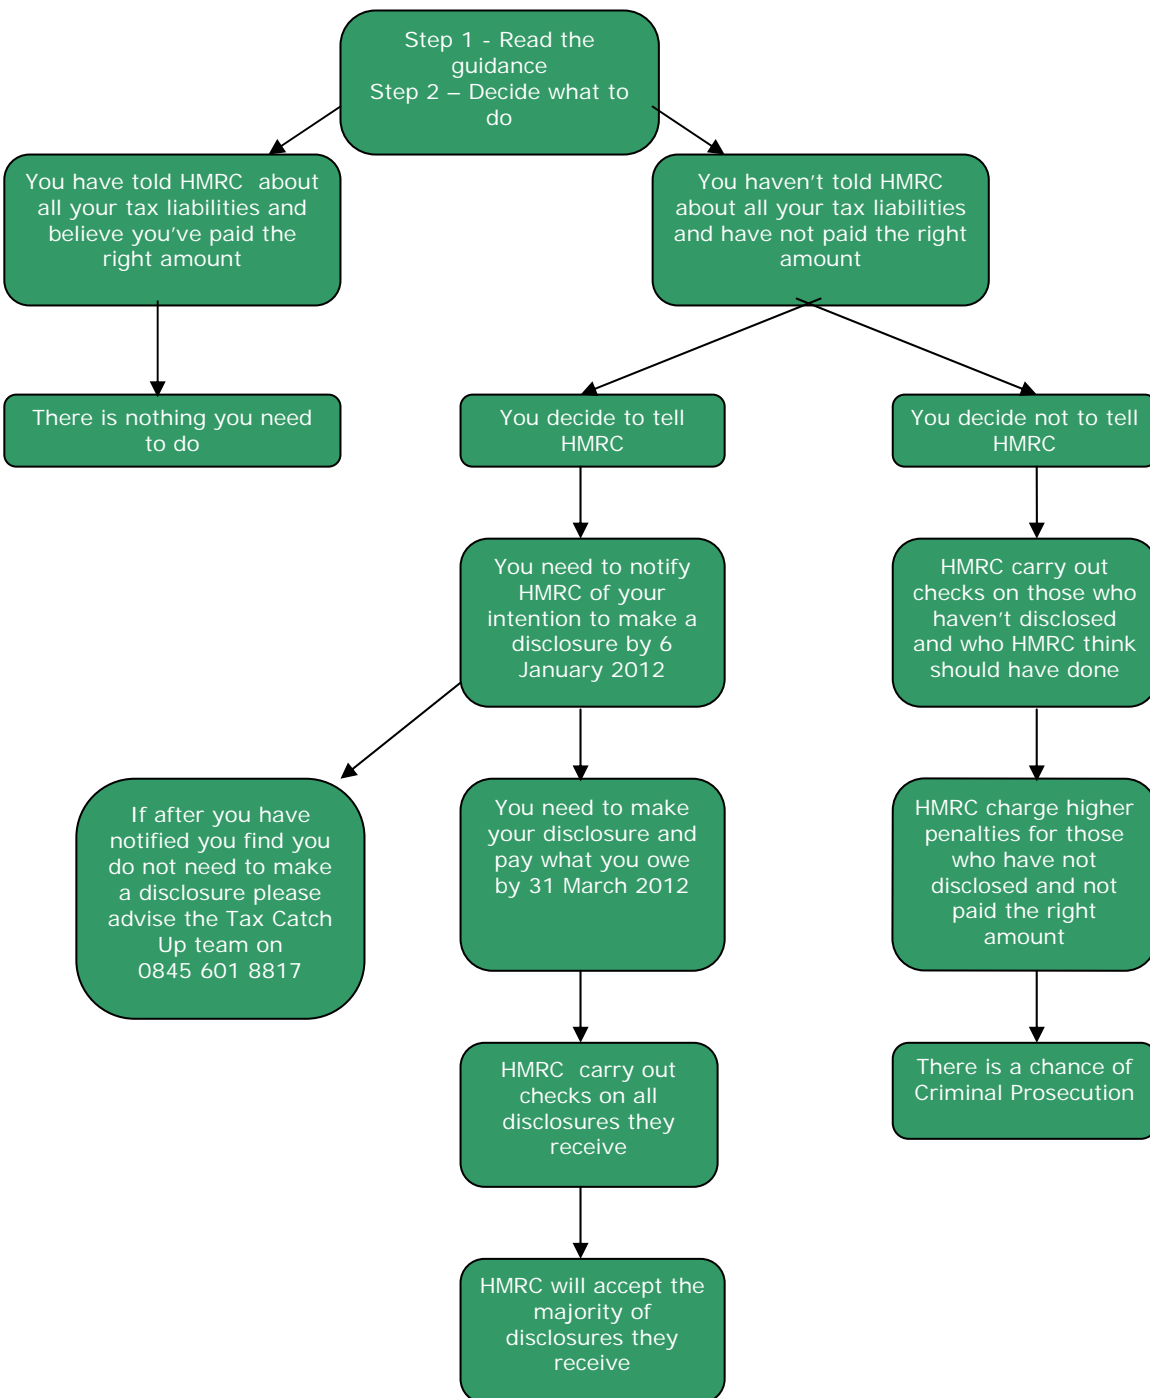 Step 1 - Read the
guidance
Step 2 – Decide what to
do
You have told HMRC about
all your tax liabilities and
believe you've paid the
right amount
You haven't told HMRC
about all your tax liabilities
and have not paid the right
amount
There is nothing you need
to do
You decide to tell
HMRC
You decide not to tell
HMRC
You need to notify
HMRC of your
intention to make a
disclosure by 6
January 2012
HMRC carry out
checks on those who
haven't disclosed
and who HMRC think
should have done
If after you have
notified you find you
do not need to make
a disclosure please
advise the Tax Catch
Up team on
0845 601 8817
You need to make
your disclosure and
pay what you owe
by 31 March 2012
HMRC charge higher
penalties for those
who have not
disclosed and not
paid the right
amount
HMRC carry out
checks on all
disclosures they
receive
There is a chance of
Criminal Prosecution
HMRC will accept the
majority of
disclosures they
receive